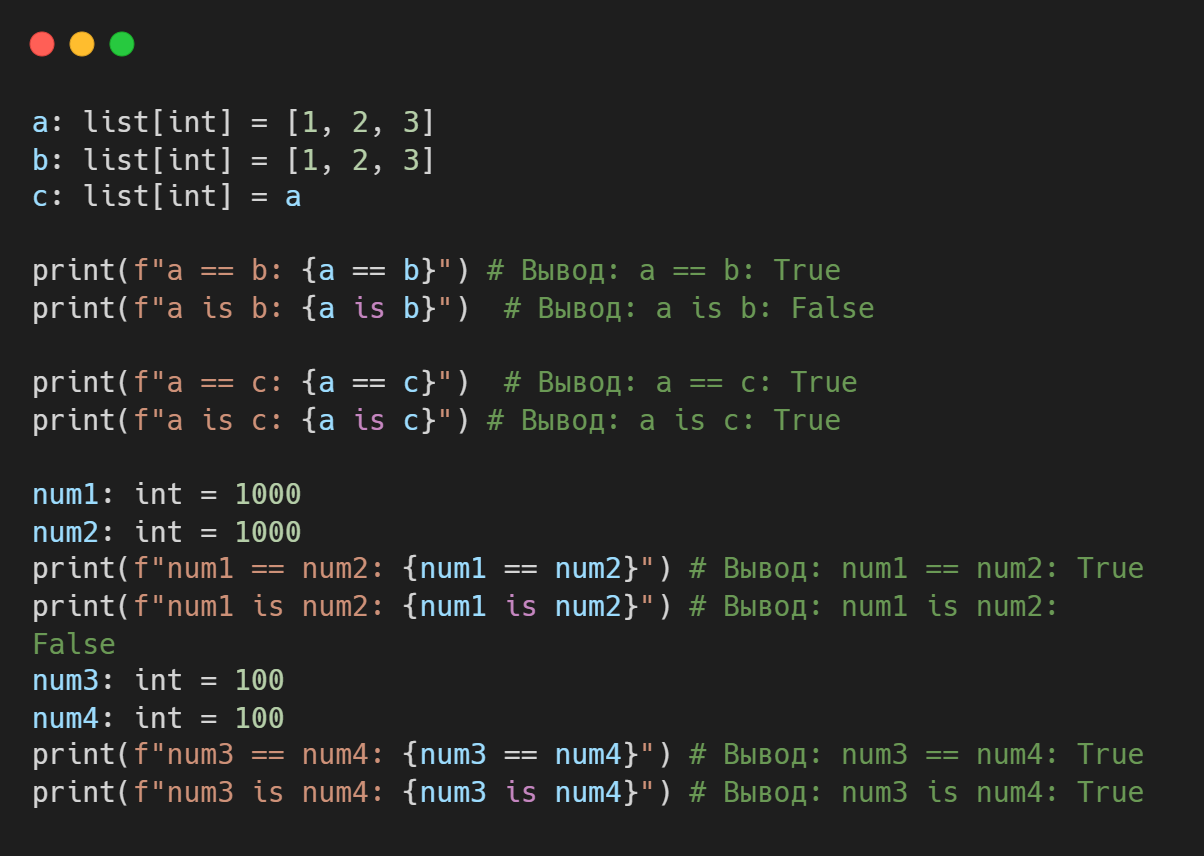 a: list[int] = [1, 2, 3]
b: list[int] = [1, 2, 3]
c: list[int] = a
print(f"a == b: {a == b}") # Вывод: a == b: True
print(f"a is b: {a is b}")  # Вывод: a is b: False
print(f"a == c: {a == c}")  # Вывод: a == c: True
print(f"a is c: {a is c}") # Вывод: a is c: True
num1: int = 1000
num2: int = 1000
print(f"num1 == num2: {num1 == num2}") # Вывод: num1 == num2: True
print(f"num1 is num2: {num1 is num2}") # Вывод: num1 is num2:
False
num3: int = 100
num4: int = 100
print(f"num3 == num4: {num3 == num4}") # Вывод: num3 == num4: True
print(f"num3 is num4: {num3 is num4}") # Вывод: num3 is num4: True